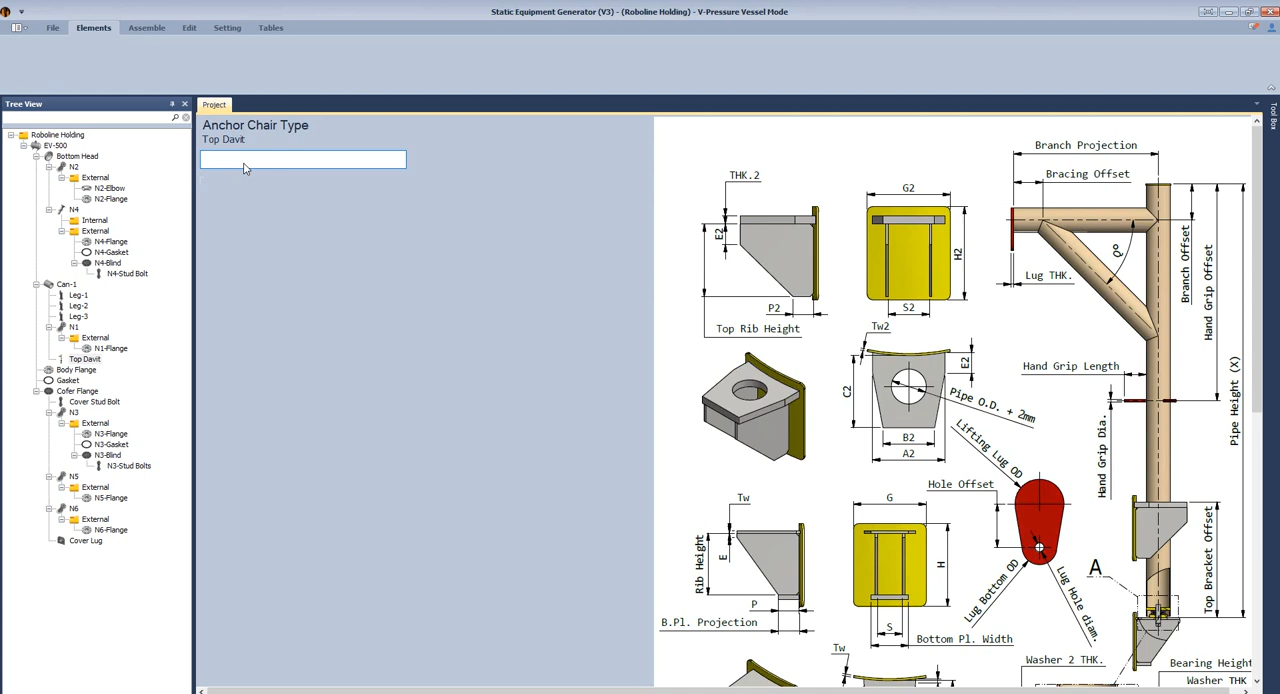 Static Equipment Generator (V3) - (Roboline Holding) - V-Pressure Vessel Mode
File Elements Assemble Edit Setting Tables
Tree View
Roboline Holding
EV-500
Bottom Head
N2
External
N2-Elbow
N2-Flange
N4
Internal
External
N4-Flange
N4-Gasket
N4-Blind
N4-Stud Bolt
Can-1
Leg-1
Leg-2
Leg-3
N1
External
N1-Flange
Top Davit
Body Flange
Gasket
Cofer Flange
Cover Stud Bolt
N3
External
N3-Flange
N3-Gasket
N3-Blind
N3-Stud Bolts
N5
External
N5-Flange
N6
External
N6-Flange
Cover Lug
Project
Anchor Chair Type
Top Davit
Tool Box
THK.2
E2
P2
Top Rib Height
G2
H2
S2
Tw2
E2
C2
Pipe O.D. + 2mm
B2
A2
Branch Projection
Bracing Offset
Q°
Lug THK.
Branch Offset
Hand Grip Offset
Pipe Height (X)
Hand Grip Length
Hand Grip Dia.
Lifting Lug OD
Hole Offset
Lug Bottom OD
Lug Hole diam.
A
Top Bracket Offset
Tw
Rib Height
E
P
B.Pl. Projection
G
H
S
Bottom Pl. Width
Tw
Washer 2 THK.
Bearing Height
Washer THK